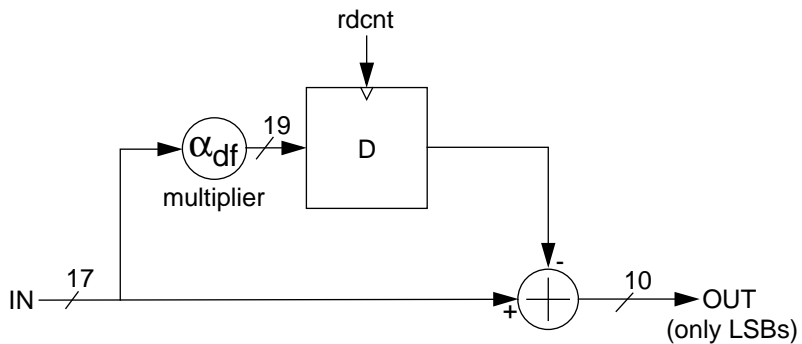 rdcnt
19
α_df
D
multiplier
17
-
10
IN
OUT
+
(only LSBs)